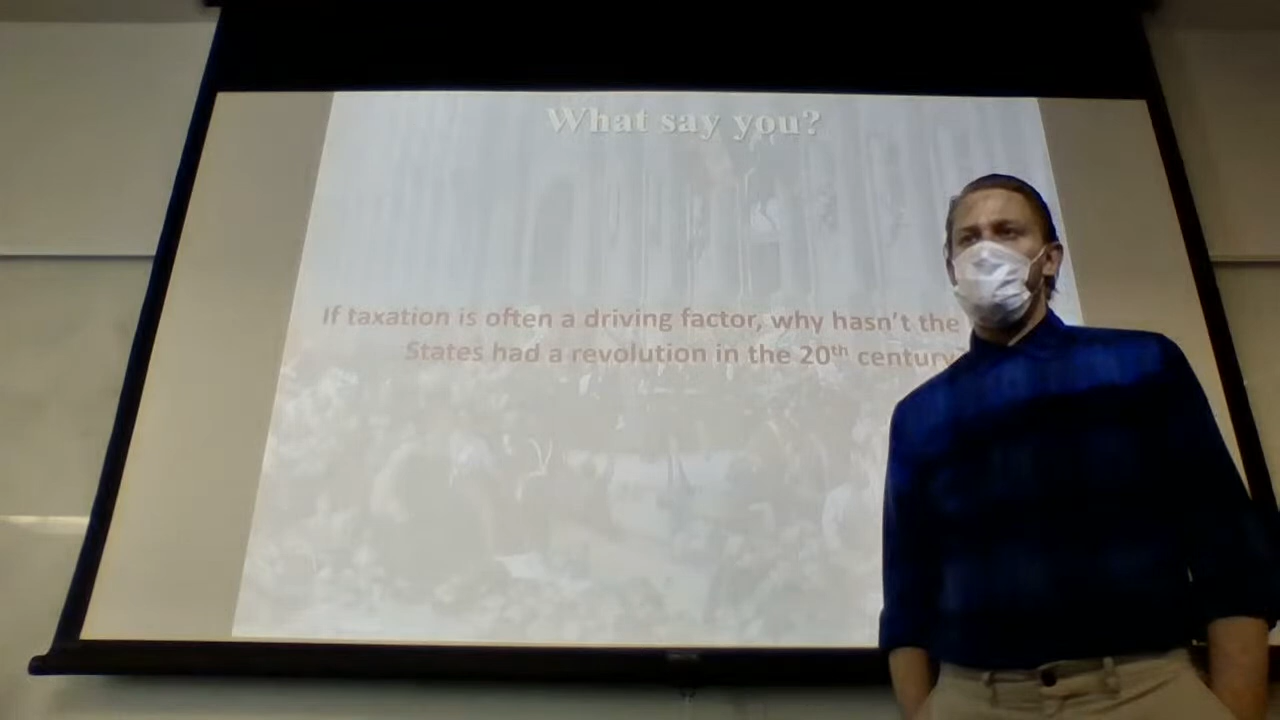 What say you?
If taxation is often a driving factor, why hasn't the
States had a revolution in the 20th century